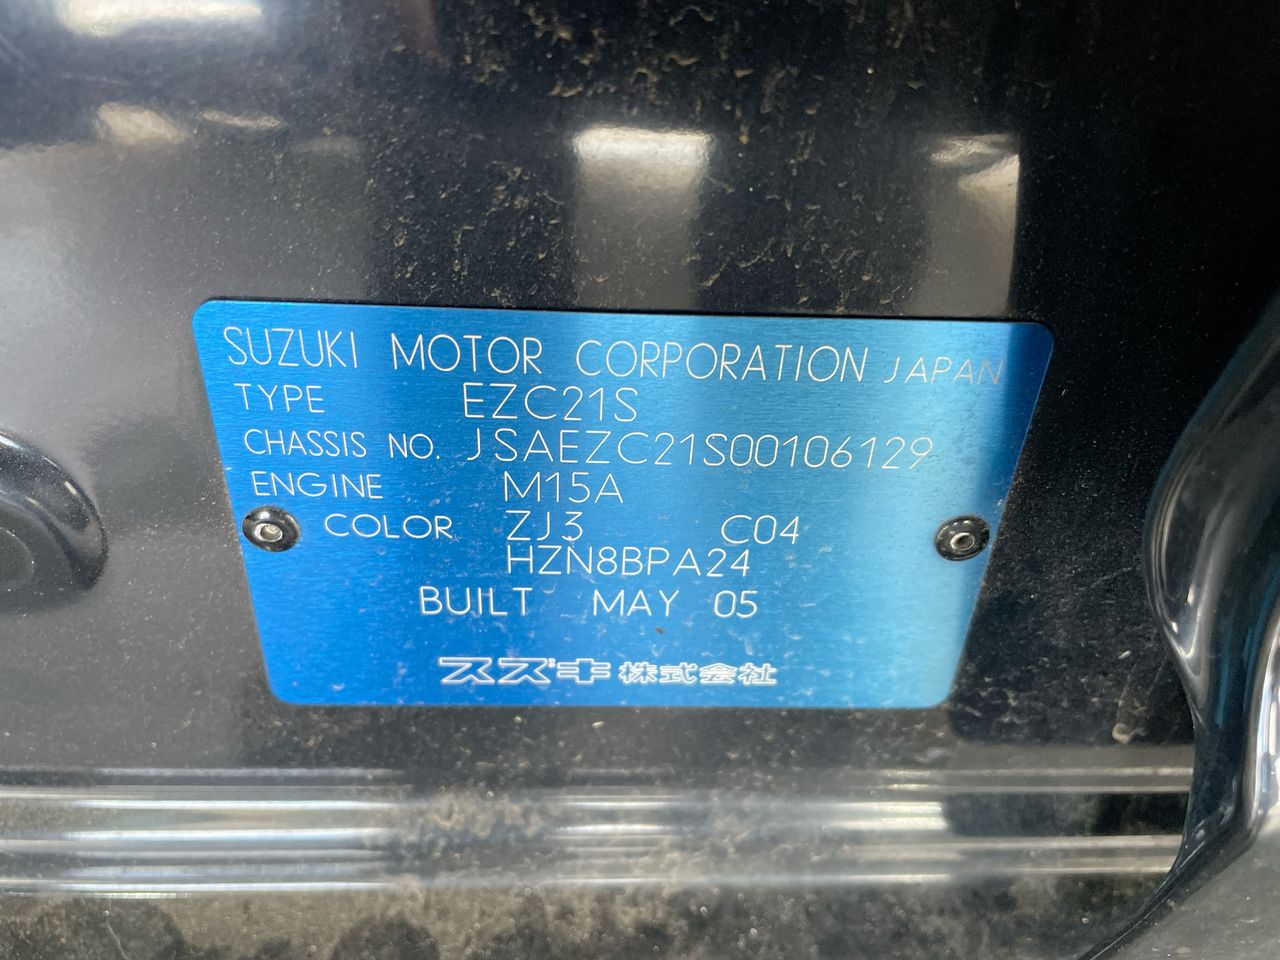 SUZUKI MOTOR CORPORATION JAPAN
TYPE EZC21S
CHASSIS NO. JSAEZC21S00106129
ENGINE M15A
COLOR ZJ3 C04
HZN8BPA24
BUILT MAY 05
スズキ株式会社